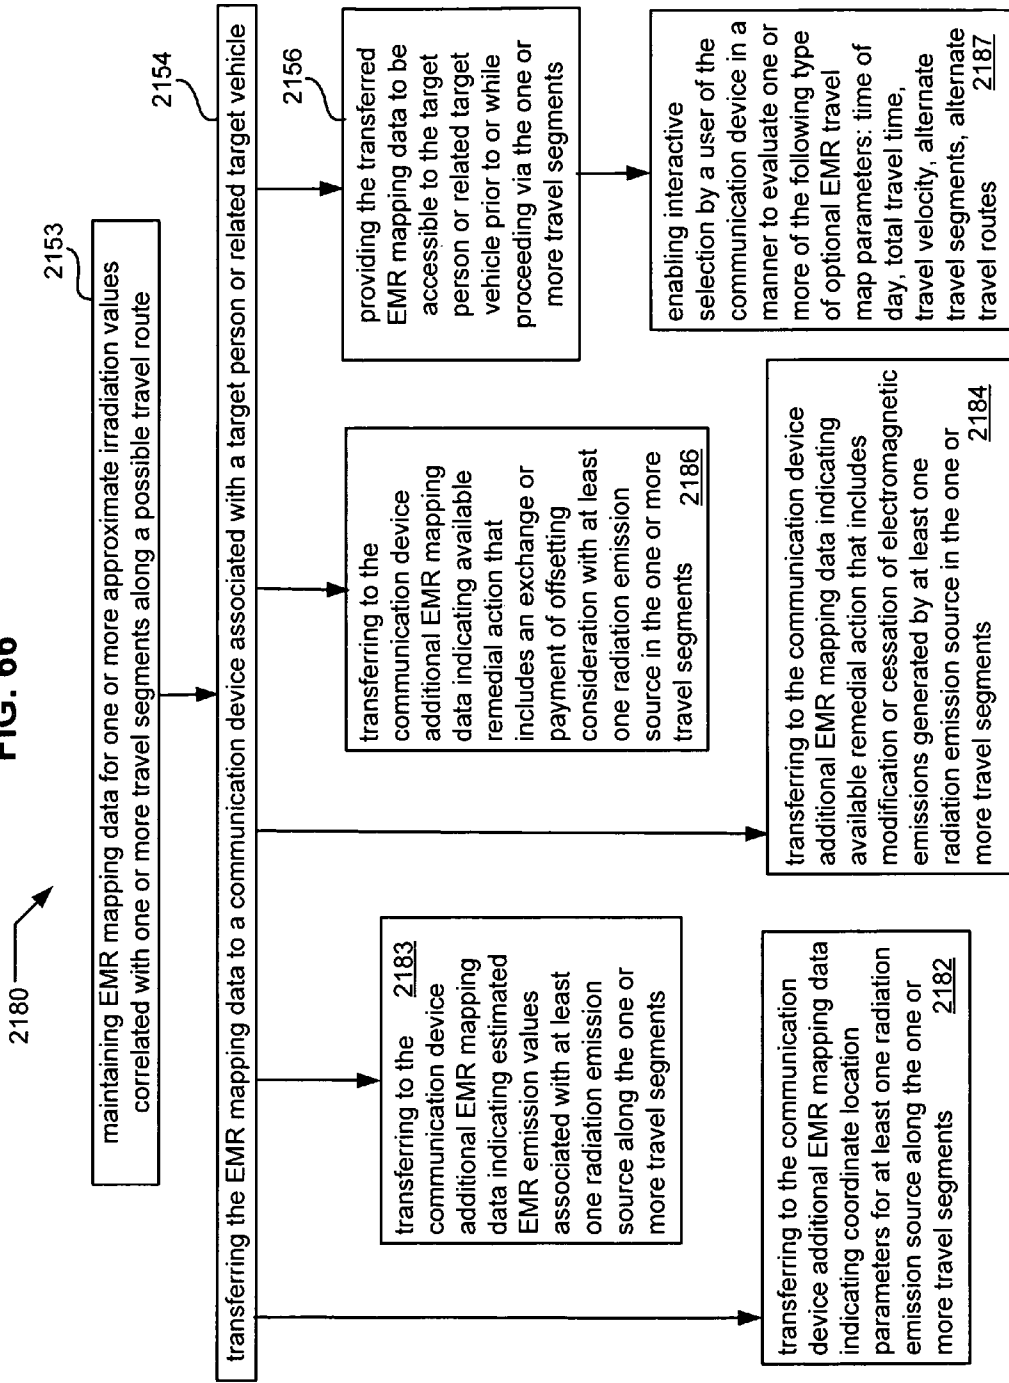 FIG. 66
2180
2153
maintaining EMR mapping data for one or more approximate irradiation values
correlated with one or more travel segments along a possible travel route
2154
transferring the EMR mapping data to a communication device associated with a target person or related target vehicle
2156
providing the transferred
EMR mapping data to be
accessible to the target
person or related target
vehicle prior to or while
proceeding via the one or
more travel segments
transferring to the 2183
communication device
additional EMR mapping
data indicating estimated
EMR emission values
associated with at least
one radiation emission
source along the one or
more travel segments
transferring to the
communication device
additional EMR mapping
data indicating available
remedial action that
includes an exchange or
payment of offsetting
consideration with at least
one radiation emission
source in the one or more
travel segments 2186
enabling interactive
selection by a user of the
communication device in a
manner to evaluate one or
more of the following type
of optional EMR travel
map parameters: time of
day, total travel time,
travel velocity, alternate
travel segments, alternate
travel routes 2187
transferring to the communication
device additional EMR mapping data
indicating coordinate location
parameters for at least one radiation
emission source along the one or
more travel segments 2182
transferring to the communication device
additional EMR mapping data indicating
available remedial action that includes
modification or cessation of electromagnetic
emissions generated by at least one
radiation emission source in the one or
more travel segments 2184